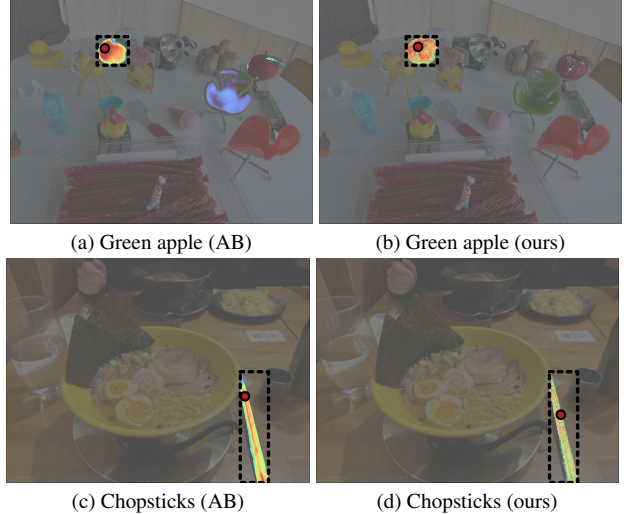 (a) Green apple (AB)
(b) Green apple (ours)
(c) Chopsticks (AB)
(d) Chopsticks (ours)